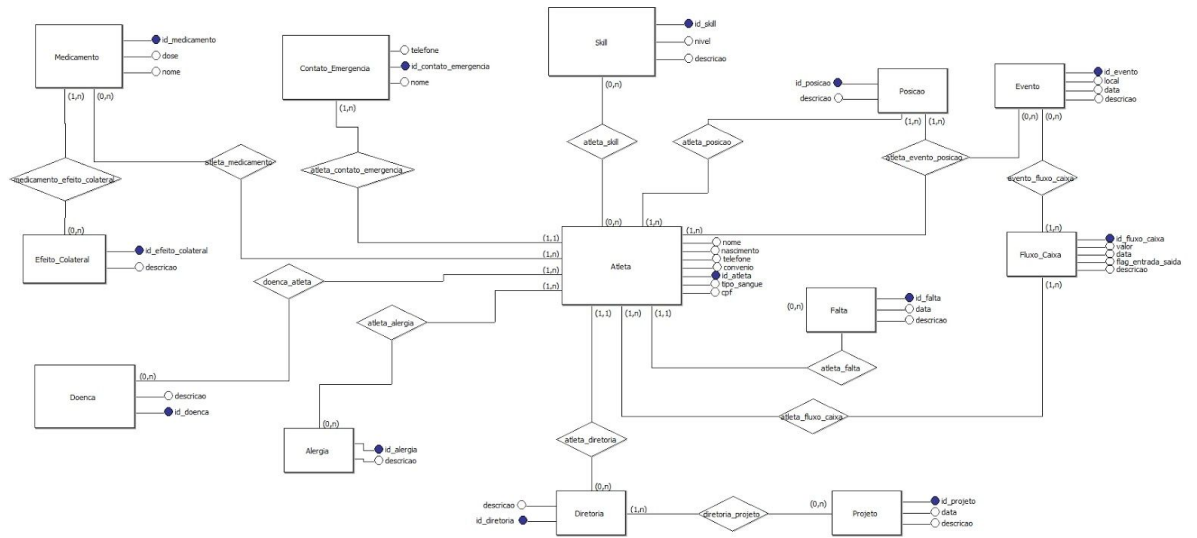 Medicamento
id_medicamento
dose
nome
(1,n)
(0,n)
Contato_Emergencia
telefone
id_contato_emergencia
nome
(1,n)
Skill
id_skill
nivel
descricao
(0,n)
Posicao
id_posicao
descricao
(1,n)
(1,n)
Evento
id_evento
local
data
descricao
(0,n)
(0,n)
atleta_medicamento
medicamento_efeito_colateral
atleta_contato_emergencia
atleta_skill
atleta_posicao
atleta_evento_posicao
evento_fluxo_caixa
(0,n)
Efeito_Colateral
id_efeito_colateral
descricao
(0,n)
(1,n)
(1,n)
(1,1)
(1,n)
(1,n)
(1,n)
Atleta
nome
nascimento
telefone
convenio
id_atleta
tipo_sangue
cpf
(1,1)
(1,n)
(1,1)
(1,n)
Fluxo_Caixa
id_fluxo_caixa
valor
data
flag_entrada_saida
descricao
(1,n)
doenca_atleta
atleta_alergia
(0,n)
Falta
id_falta
data
descricao
atleta_falta
(0,n)
Doenca
descricao
id_doenca
atleta_fluxo_caixa
(0,n)
Alergia
id_alergia
descricao
atleta_diretoria
(0,n)
Diretoria
descricao
id_diretoria
(1,n)
diretoria_projeto
(0,n)
Projeto
id_projeto
data
descricao